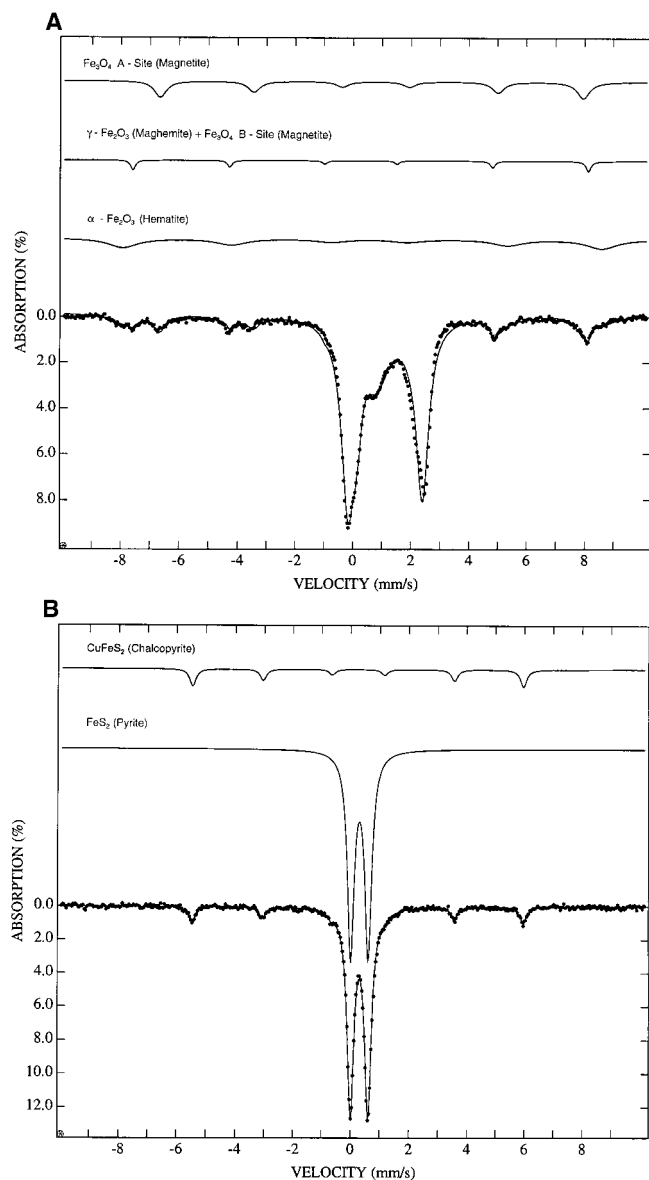 A
Fe₃O₄ A - Site (Magnetite)
γ - Fe₂O₃ (Maghemite) + Fe₃O₄ B - Site (Magnetite)
α - Fe₂O₃ (Hematite)
ABSORPTION (%)
0.0
2.0
4.0
6.0
8.0
-8 -6 -4 -2 0 2 4 6 8
VELOCITY (mm/s)
B
CuFeS₂ (Chalcopyrite)
FeS₂ (Pyrite)
ABSORPTION (%)
0.0
2.0
4.0
6.0
8.0
10.0
12.0
-8 -6 -4 -2 0 2 4 6 8
VELOCITY (mm/s)